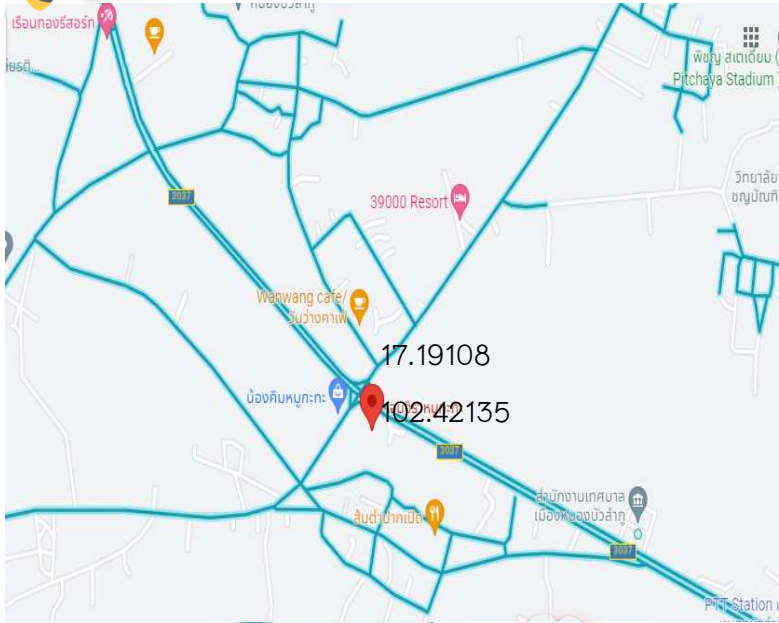 เรือนทองรีสอร์ท
พิชญ สเตเดี้ยม (
Pitchaya Stadium )
วิทยาลัย
3037
39000 Resort
Wanwang cafe/
วันว่างคาเฟ่
17.19108
น้องคิมหมูกะทะ
102.42135
3037
ส้มตำปากเป็ด
สำนักงานเทศบาล
เมืองหนองบัวลำภู
3037
PTT Station